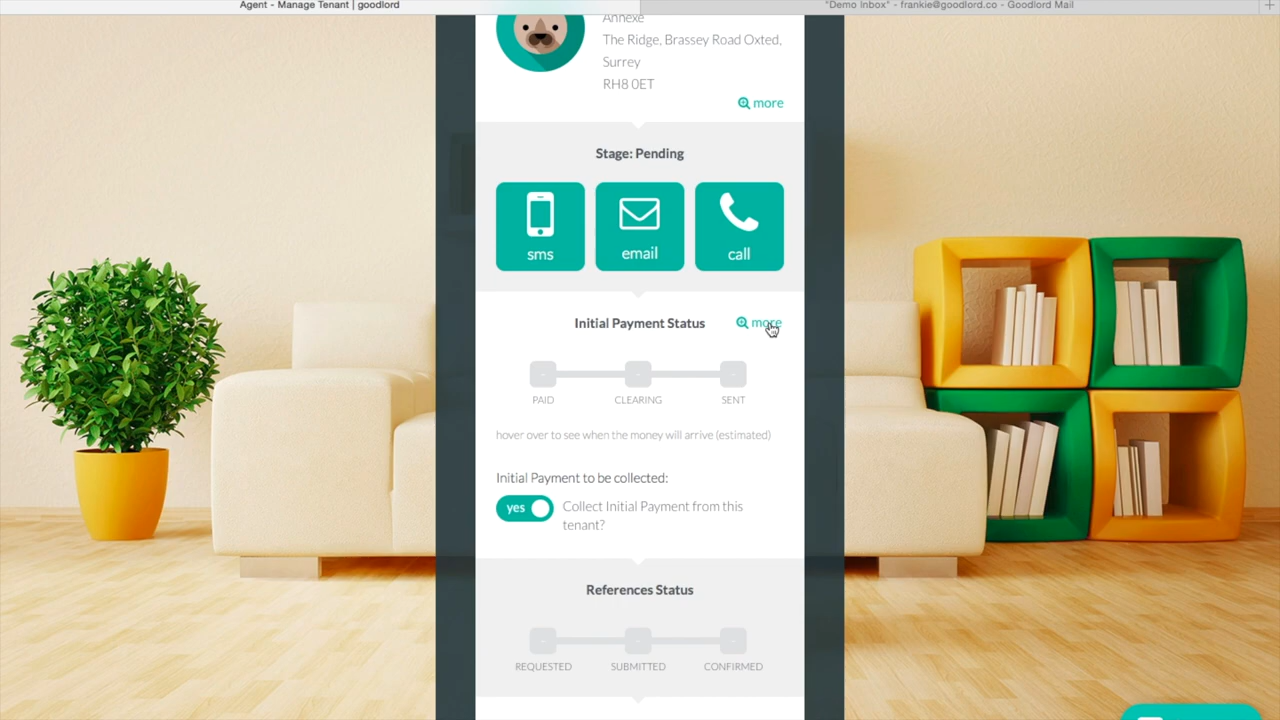 Agent - Manage Tenant | goodlord
"Demo Inbox" - frankie@goodlord.co - Goodlord Mail
Annexe
The Ridge, Brassey Road Oxted,
Surrey
RH8 0ET
more
Stage: Pending
sms
email
call
Initial Payment Status
more
PAID
CLEARING
SENT
hover over to see when the money will arrive (estimated)
Initial Payment to be collected:
yes
Collect Initial Payment from this
tenant?
References Status
REQUESTED
SUBMITTED
CONFIRMED